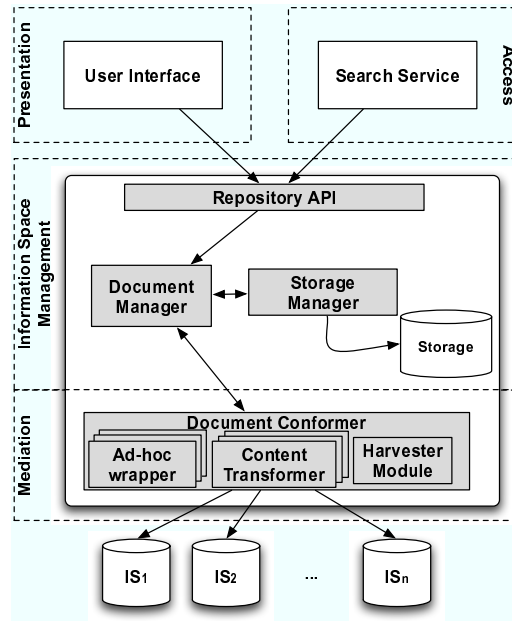 Presentation
User Interface
Search Service
Access
Information Space
Management
Repository API
Document
Manager
Storage
Manager
Storage
Mediation
Document Conformer
Ad-hoc
wrapper
Content
Transformer
Harvester
Module
IS1
IS2
...
ISn